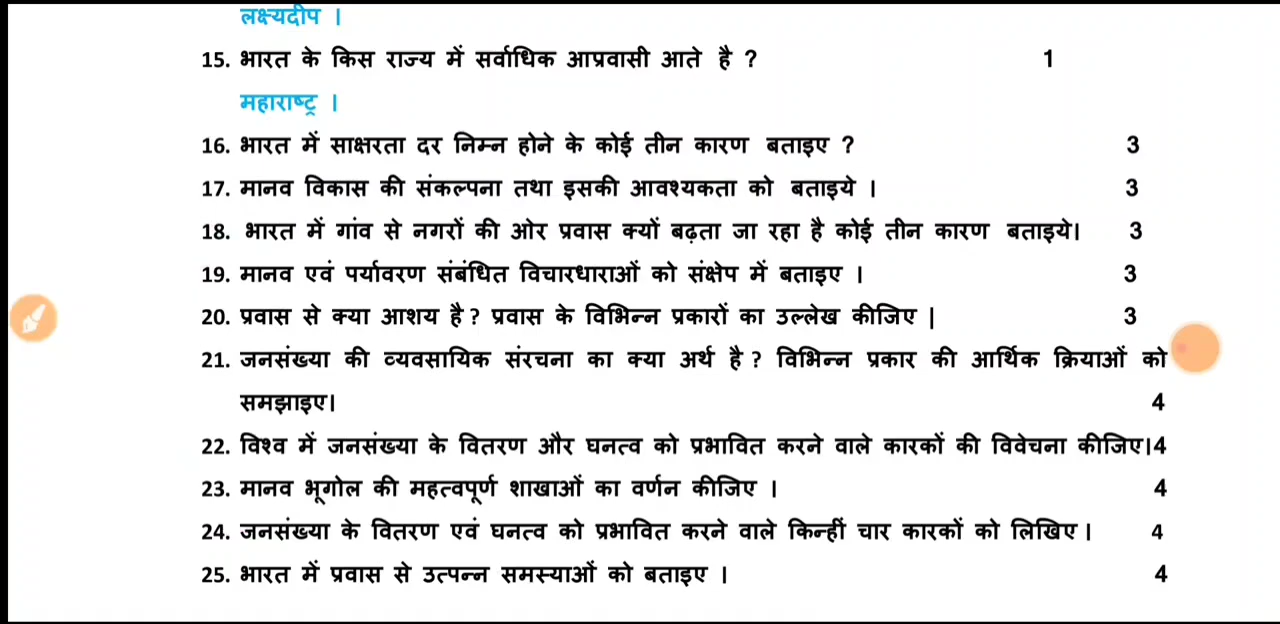 लक्ष्यदीप ।
15. भारत के किस राज्य में सर्वाधिक आप्रवासी आते है ? 1
महाराष्ट्र ।
16. भारत में साक्षरता दर निम्न होने के कोई तीन कारण बताइए ? 3
17. मानव विकास की संकल्पना तथा इसकी आवश्यकता को बताइये । 3
18. भारत में गांव से नगरों की ओर प्रवास क्यों बढ़ता जा रहा है कोई तीन कारण बताइये। 3
19. मानव एवं पर्यावरण संबंधित विचारधाराओं को संक्षेप में बताइए । 3
20. प्रवास से क्या आशय है ? प्रवास के विभिन्न प्रकारों का उल्लेख कीजिए | 3
21. जनसंख्या की व्यवसायिक संरचना का क्या अर्थ है ? विभिन्न प्रकार की आर्थिक क्रियाओं को
समझाइए। 4
22. विश्व में जनसंख्या के वितरण और घनत्व को प्रभावित करने वाले कारकों की विवेचना कीजिए।4
23. मानव भूगोल की महत्वपूर्ण शाखाओं का वर्णन कीजिए । 4
24. जनसंख्या के वितरण एवं घनत्व को प्रभावित करने वाले किन्हीं चार कारकों को लिखिए । 4
25. भारत में प्रवास से उत्पन्न समस्याओं को बताइए । 4